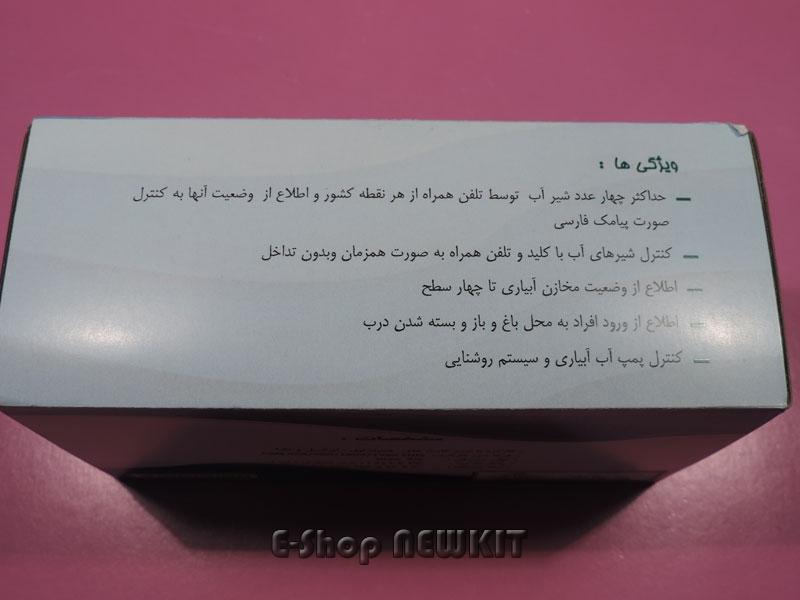 ویژگی ها :
– حداکثر چهار عدد شیر آب توسط تلفن همراه از هر نقطه کشور و اطلاع از وضعیت آنها به کنترل
صورت پیامک فارسی
– کنترل شیرهای آب با کلید و تلفن همراه به صورت همزمان وبدون تداخل
– اطلاع از وضعیت مخازن آبیاری تا چهار سطح
– اطلاع از ورود افراد به محل باغ و باز و بسته شدن درب
– کنترل پمپ آب آبیاری و سیستم روشنایی
مشخصات :
E-Shop NEWKIT